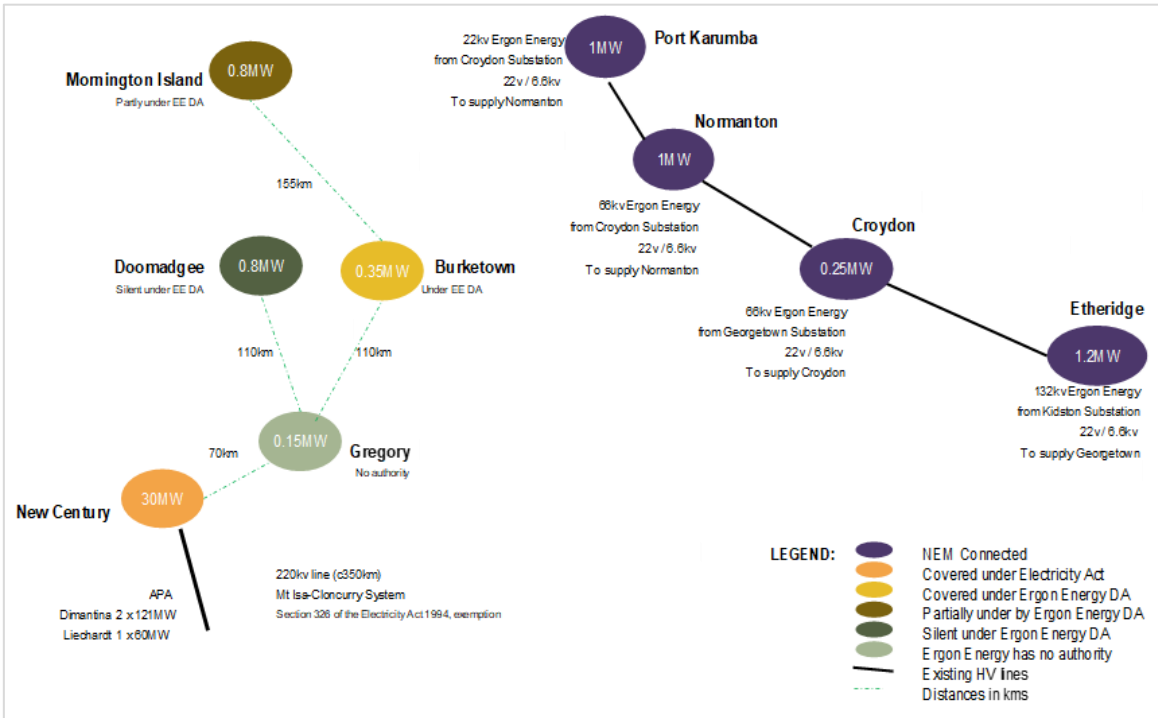 22kv Ergon Energy
from Croydon Substation
22v / 6.6kv
To supply Normanton
1MW
Port Karumba
Mornington Island
Partly under EE DA
0.8MW
Normanton
1MW
155km
66kv Ergon Energy
from Croydon Substation
22v / 6.6kv
To supply Normanton
Croydon
0.25MW
Doomadgee
Silent under EE DA
0.8MW
0.35MW
Burketown
Under EE DA
66kv Ergon Energy
from Georgetown Substation
22v / 6.6kv
To supply Croydon
Etheridge
1.2MW
110km
110km
132kv Ergon Energy
from Kidston Substation
22v / 6.6kv
To supply Georgetown
0.15MW
Gregory
No authority
70km
30MW
New Century
APA
Dimantina 2 x 121MW
Liechardt 1 x 60MW
220kv line (c350km)
Mt Isa-Cloncurry System
Section 326 of the Electricity Act 1994, exemption
LEGEND:
NEM Connected
Covered under Electricity Act
Covered under Ergon Energy DA
Partially under by Ergon Energy DA
Silent under Ergon Energy DA
Ergon Energy has no authority
Existing HV lines
Distances in kms